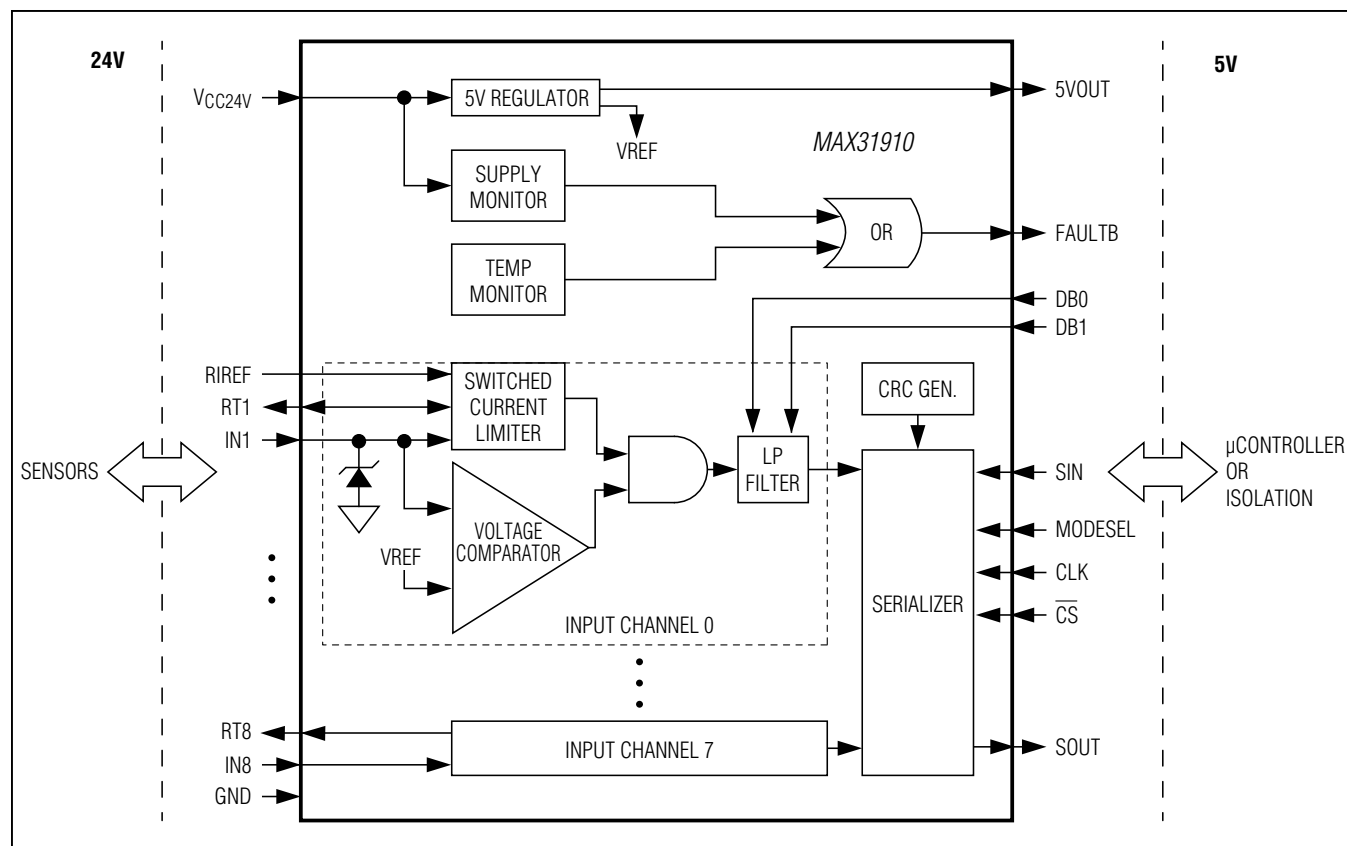 24V
5V
VCC24V
5V REGULATOR
5VOUT
VREF
MAX31910
SUPPLY
MONITOR
OR
FAULTB
TEMP
MONITOR
DB0
DB1
RIREF
RT1
IN1
SWITCHED
CURRENT
LIMITER
CRC GEN.
LP
FILTER
SENSORS
SIN
µCONTROLLER
OR
ISOLATION
VOLTAGE
COMPARATOR
VREF
MODESEL
CLK
SERIALIZER
CS
INPUT CHANNEL 0
RT8
IN8
GND
INPUT CHANNEL 7
SOUT